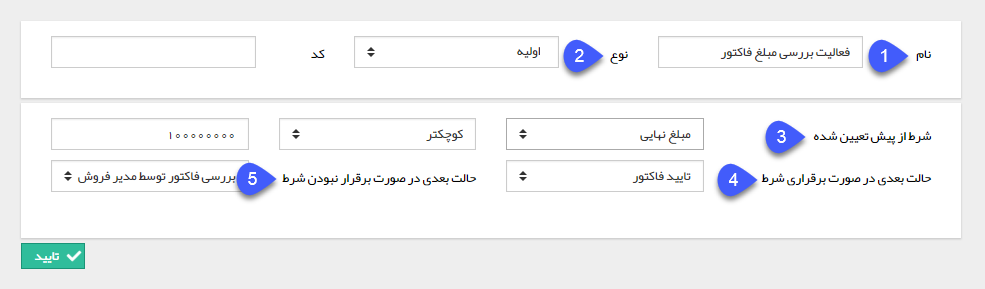 نام 1 فعالیت بررسی مبلغ فاکتور نوع 2 اولیه کد
شرط از پیش تعیین شده 3 مبلغ نهایی کوچکتر ۱۰۰۰۰۰۰۰۰
حالت بعدی در صورت برقراری شرط 4 تایید فاکتور حالت بعدی در صورت برقرار نبودن شرط 5 بررسی فاکتور توسط مدیر فروش
تایید